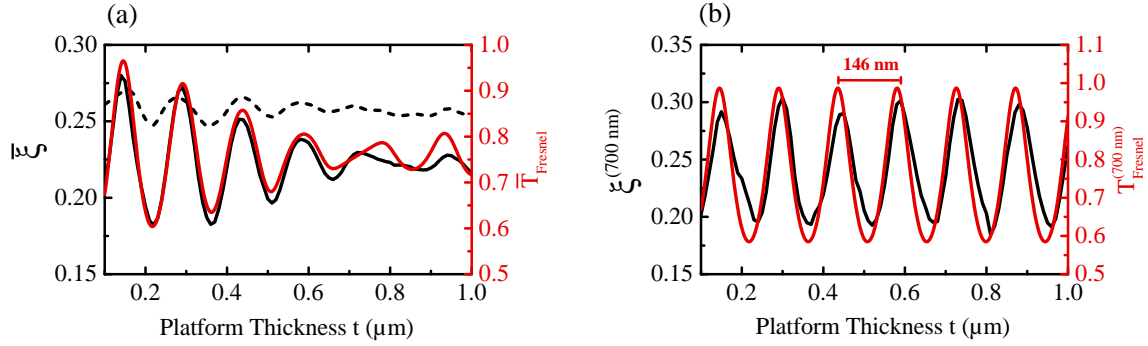 (a)
0.30
0.25
0.20
0.15
ξ̅
0.2 0.4 0.6 0.8 1.0
Platform Thickness t (µm)
1.0
0.9
0.8
0.7
0.6
0.5
T̅Fresnel
(b)
0.35
0.30
0.25
0.20
0.15
ξ(700 nm)
146 nm
0.2 0.4 0.6 0.8 1.0
Platform Thickness t (µm)
1.1
1.0
0.9
0.8
0.7
0.6
0.5
T(700 nm)Fresnel